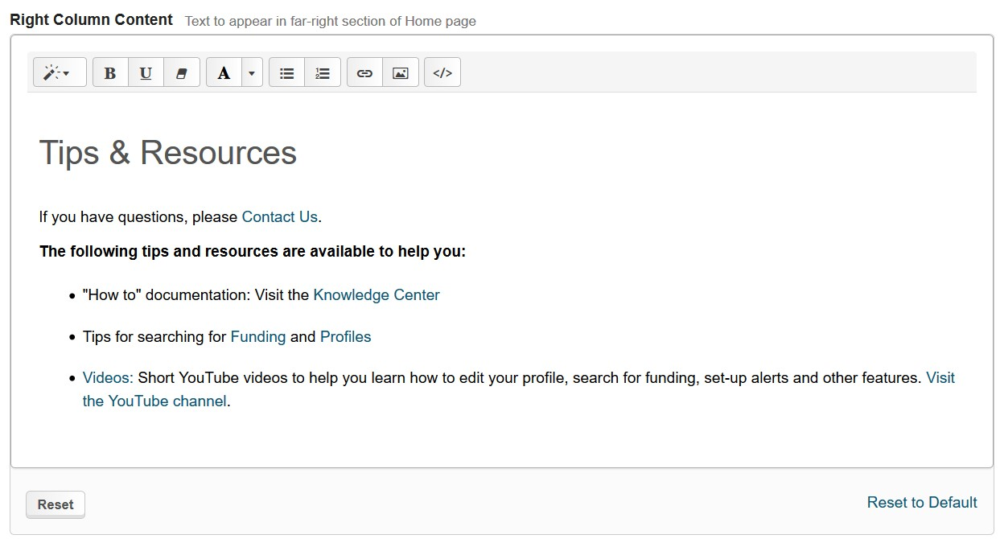 Right Column Content Text to appear in far-right section of Home page
B U A </>
Tips & Resources
If you have questions, please Contact Us.
The following tips and resources are available to help you:
• "How to" documentation: Visit the Knowledge Center
• Tips for searching for Funding and Profiles
• Videos: Short YouTube videos to help you learn how to edit your profile, search for funding, set-up alerts and other features. Visit
the YouTube channel.
Reset Reset to Default